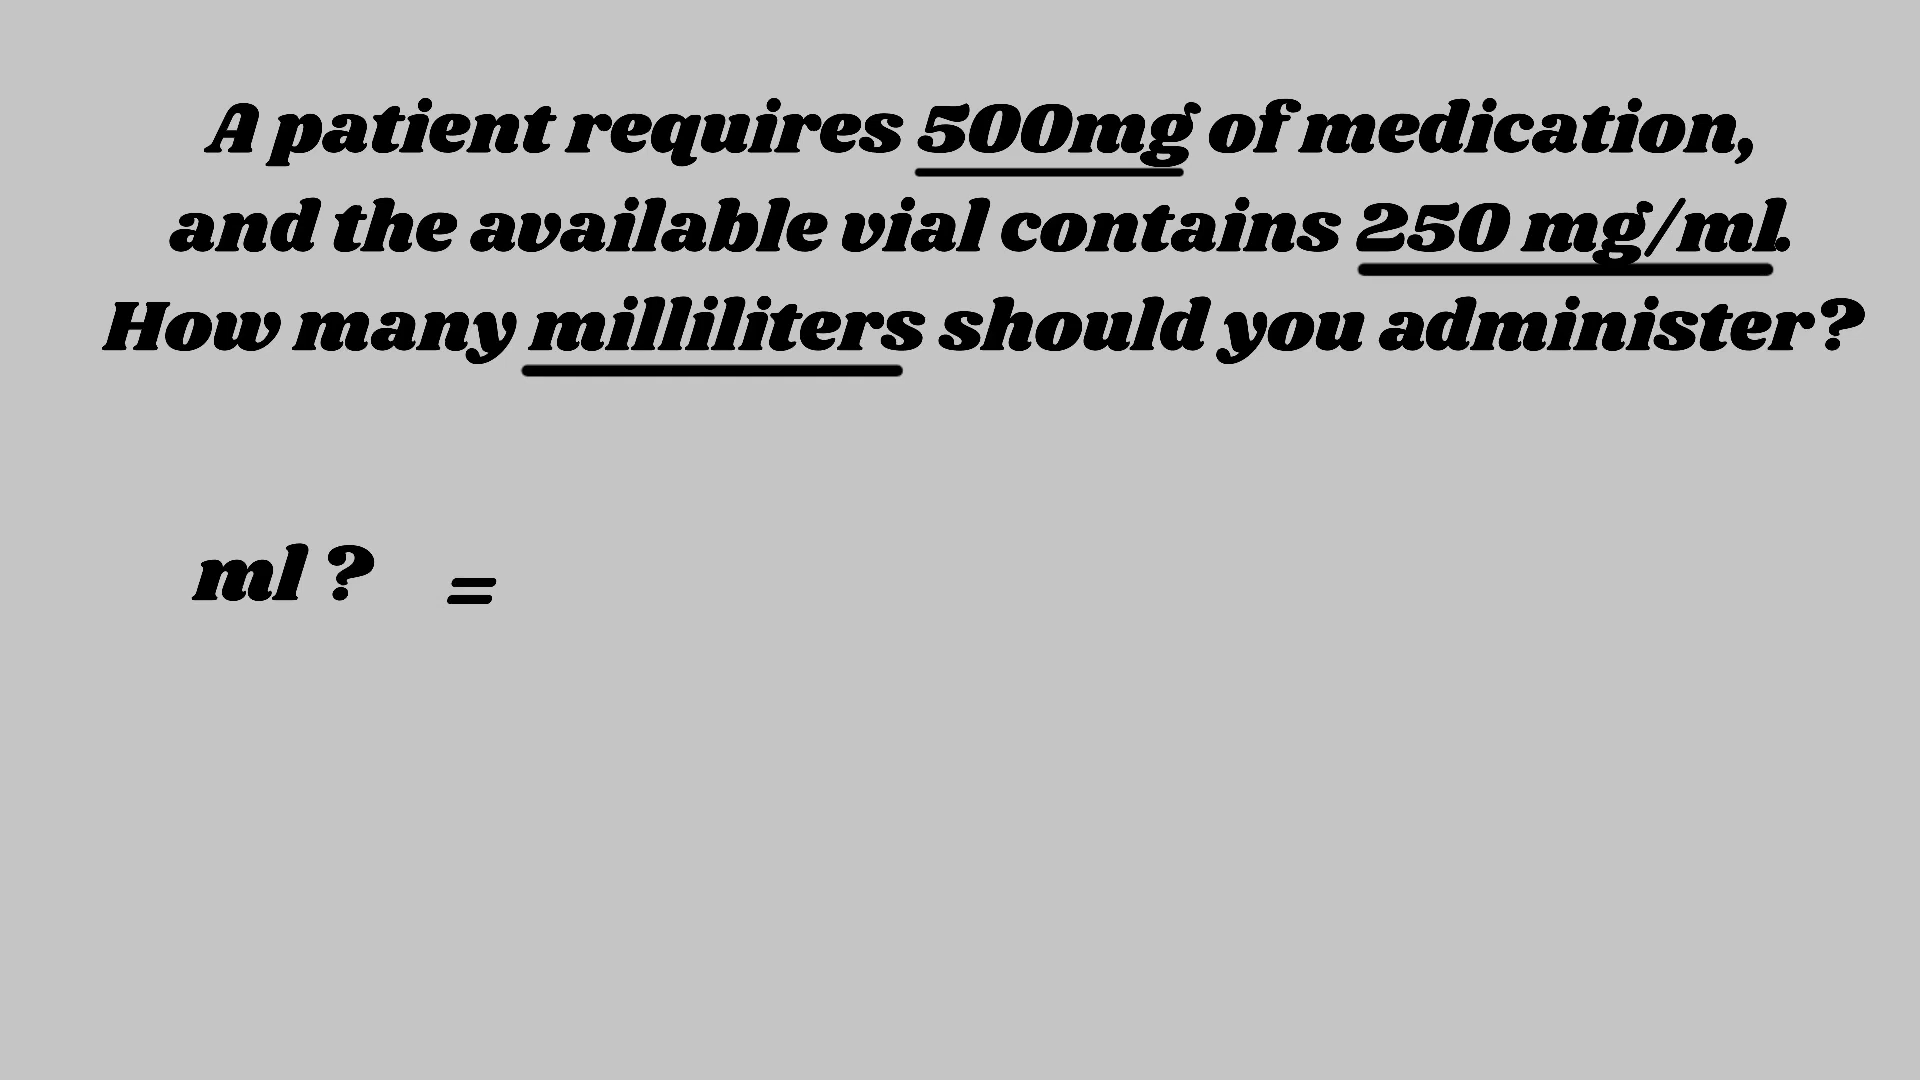 A patient requires 500mg of medication,
and the available vial contains 250 mg/ml.
How many milliliters should you administer?
ml ? =